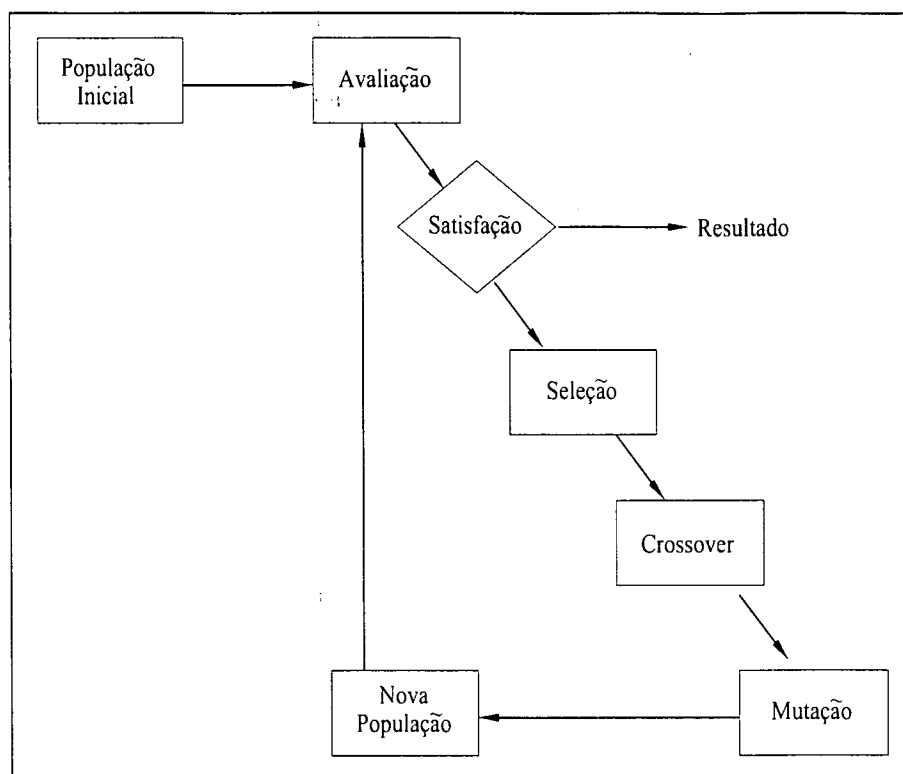 População
Inicial
Avaliação
Satisfação
Resultado
Seleção
Crossover
Mutação
Nova
População